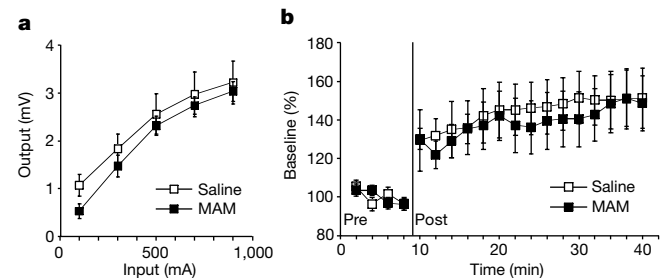 a
4
3
2
1
0
Output (mV)
Saline
MAM
0
500
1,000
Input (mA)
b
180
160
140
120
100
80
Baseline (%)
Pre
Post
Saline
MAM
0
10
20
30
40
Time (min)